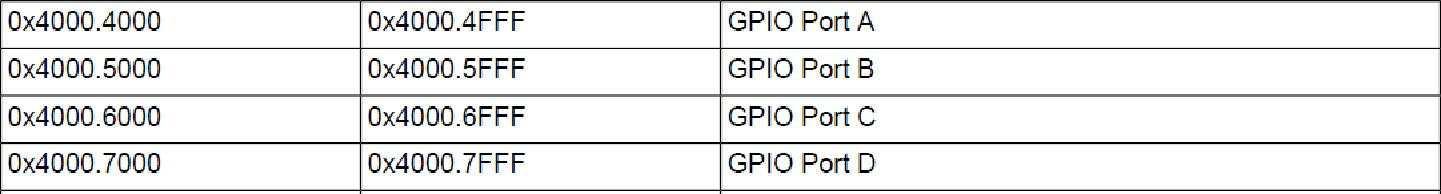 0x4000.4000 0x4000.4FFF GPIO Port A
0x4000.5000 0x4000.5FFF GPIO Port B
0x4000.6000 0x4000.6FFF GPIO Port C
0x4000.7000 0x4000.7FFF GPIO Port D